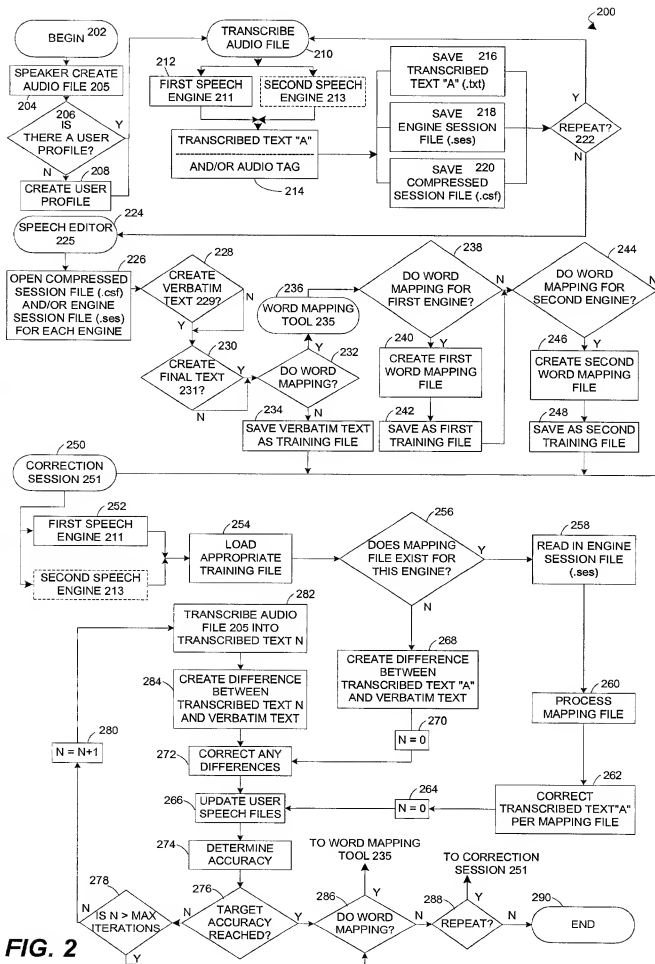 200
BEGIN 202
SPEAKER CREATE
AUDIO FILE 205
204
206
IS
THERE A USER
PROFILE?
Y
N
208
CREATE USER
PROFILE
TRANSCRIBE
AUDIO FILE
210
212
FIRST SPEECH
ENGINE 211
SECOND SPEECH
ENGINE 213
TRANSCRIBED TEXT "A"
AND/OR AUDIO TAG
214
SAVE 216
TRANSCRIBED
TEXT "A" (.txt)
SAVE 218
ENGINE SESSION
FILE (.ses)
SAVE 220
COMPRESSED
SESSION FILE (.csf)
Y
REPEAT?
222
N
224
SPEECH EDITOR
225
226
OPEN COMPRESSED
SESSION FILE (.csf)
AND/OR ENGINE
SESSION FILE (.ses)
FOR EACH ENGINE
228
CREATE
VERBATIM
TEXT 229?
N
Y
230
CREATE
FINAL TEXT
231?
Y
N
232
DO WORD
MAPPING?
Y
N
234
SAVE VERBATIM TEXT
AS TRAINING FILE
236
WORD MAPPING
TOOL 235
238
DO WORD
MAPPING FOR
FIRST ENGINE?
N
Y
240
CREATE FIRST
WORD MAPPING
FILE
242
SAVE AS FIRST
TRAINING FILE
244
DO WORD
MAPPING FOR
SECOND ENGINE?
N
Y
246
CREATE SECOND
WORD MAPPING
FILE
248
SAVE AS SECOND
TRAINING FILE
250
CORRECTION
SESSION 251
252
FIRST SPEECH
ENGINE 211
SECOND SPEECH
ENGINE 213
254
LOAD
APPROPRIATE
TRAINING FILE
256
DOES MAPPING
FILE EXIST FOR
THIS ENGINE?
Y
N
258
READ IN ENGINE
SESSION FILE
(.ses)
260
PROCESS
MAPPING FILE
262
CORRECT
TRANSCRIBED TEXT"A"
PER MAPPING FILE
264
N = 0
268
CREATE DIFFERENCE
BETWEEN
TRANSCRIBED TEXT "A"
AND VERBATIM TEXT
270
N = 0
282
TRANSCRIBE AUDIO
FILE 205 INTO
TRANSCRIBED TEXT N
284
CREATE DIFFERENCE
BETWEEN
TRANSCRIBED TEXT N
AND VERBATIM TEXT
280
N = N+1
272
CORRECT ANY
DIFFERENCES
266
UPDATE USER
SPEECH FILES
274
DETERMINE
ACCURACY
276
TARGET
ACCURACY
REACHED?
N
Y
278
IS N > MAX
ITERATIONS
N
Y
TO WORD MAPPING
TOOL 235
286
Y
DO WORD
MAPPING?
N
TO CORRECTION
SESSION 251
288
Y
REPEAT?
N
290
END
FIG. 2